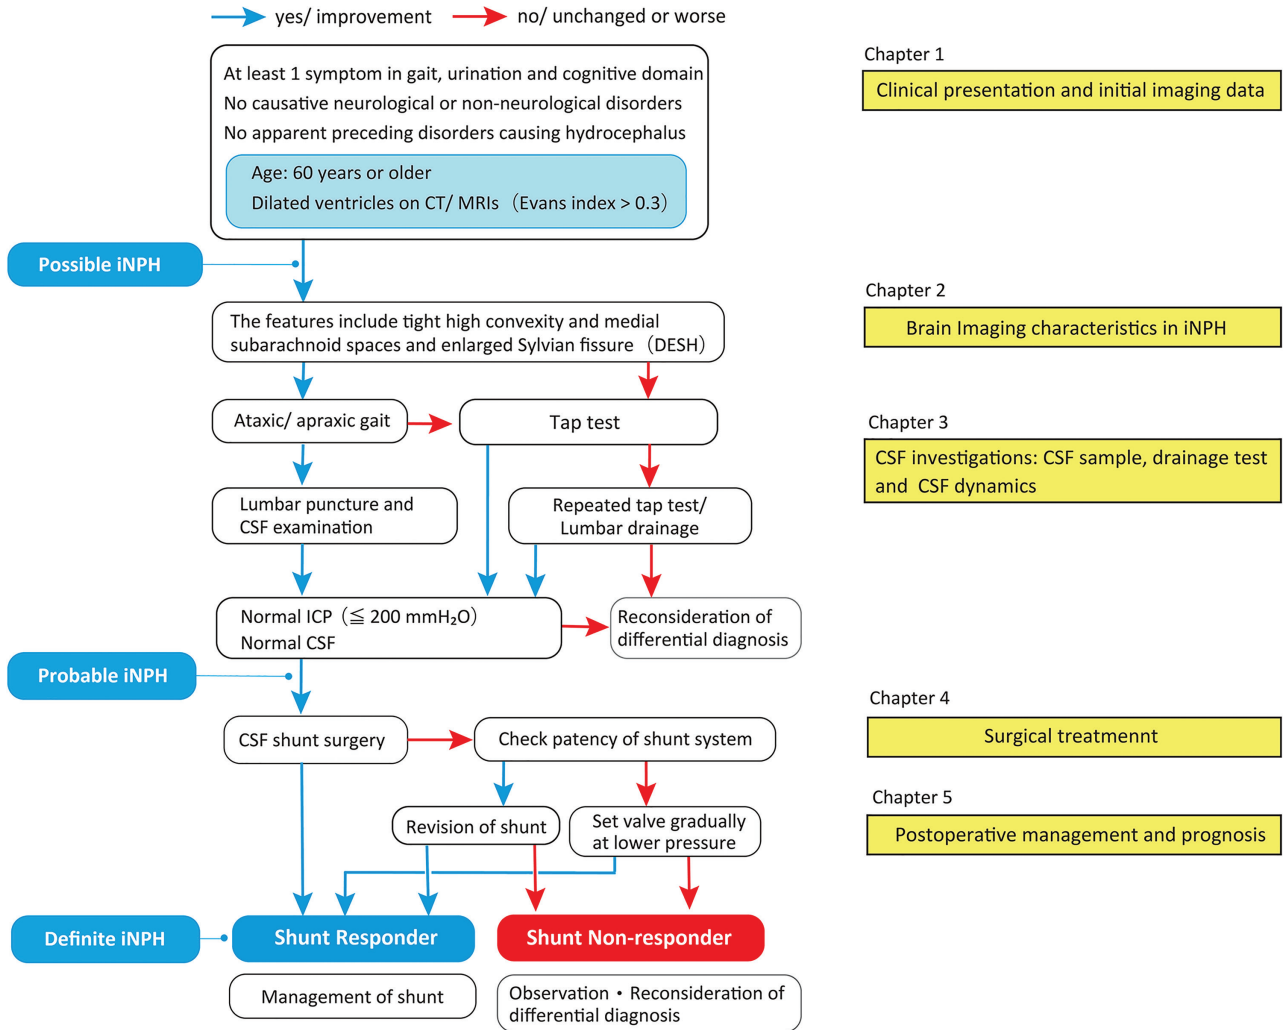 yes/ improvement
no/ unchanged or worse
At least 1 symptom in gait, urination and cognitive domain
No causative neurological or non-neurological disorders
No apparent preceding disorders causing hydrocephalus
Age: 60 years or older
Dilated ventricles on CT/ MRIs （Evans index > 0.3）
Chapter 1
Clinical presentation and initial imaging data
Possible iNPH
Chapter 2
Brain Imaging characteristics in iNPH
The features include tight high convexity and medial
subarachnoid spaces and enlarged Sylvian fissure （DESH）
Ataxic/ apraxic gait
Tap test
Chapter 3
CSF investigations: CSF sample, drainage test
and CSF dynamics
Lumbar puncture and
CSF examination
Repeated tap test/
Lumbar drainage
Normal ICP（≦ 200 mmH₂O）
Normal CSF
Reconsideration of
differential diagnosis
Probable iNPH
Chapter 4
Surgical treatmennt
CSF shunt surgery
Check patency of shunt system
Chapter 5
Postoperative management and prognosis
Revision of shunt
Set valve gradually
at lower pressure
Definite iNPH
Shunt Responder
Shunt Non-responder
Management of shunt
Observation・Reconsideration of
differential diagnosis